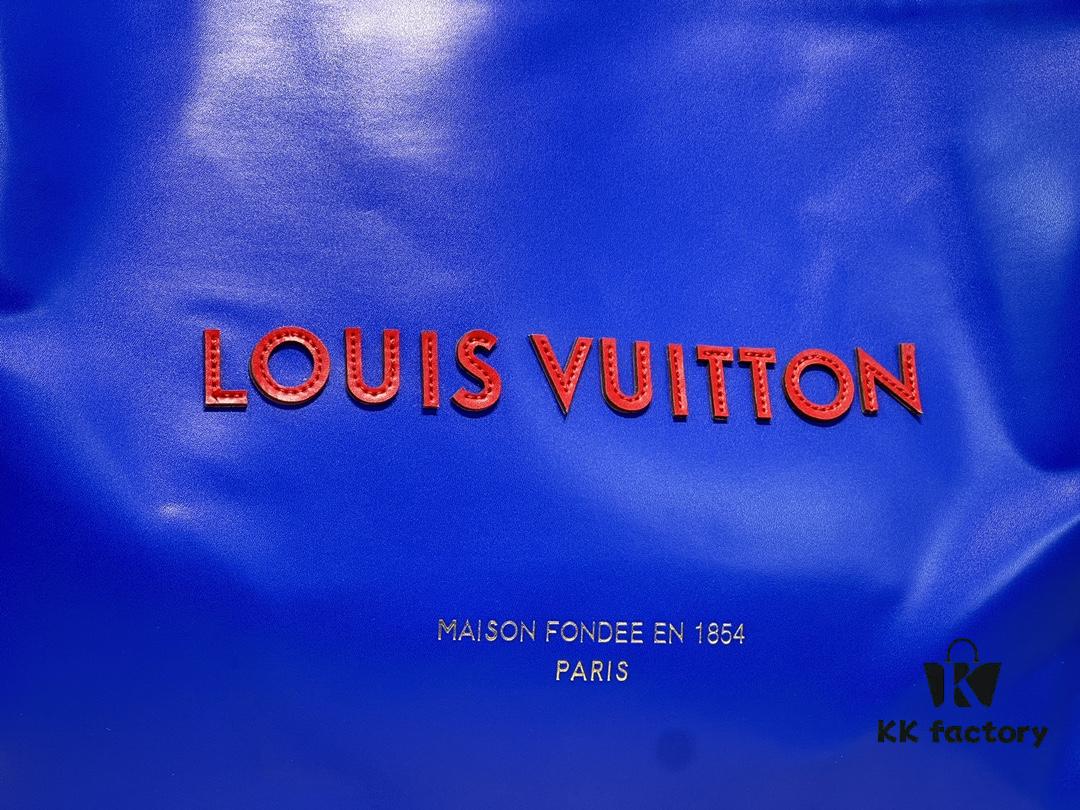 LOUIS VUITTON
MAISON FONDEE EN 1854
PARIS
KK factory